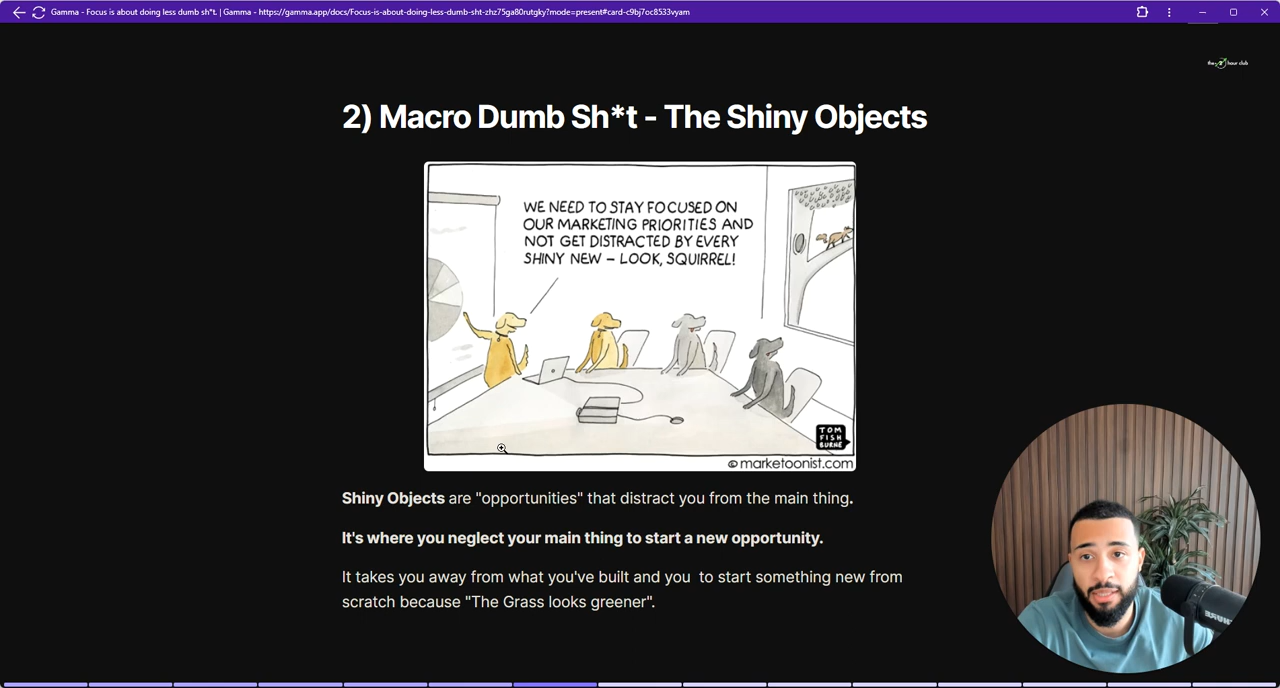 Gamma - Focus is about doing less dumb sh*t. | Gamma - https://gamma.app/docs/Focus-is-about-doing-less-dumb-sht-zhz75ga80rutgky?mode=present#card-c9bj7oc8533vyam
the 2 hour club
2) Macro Dumb Sh*t - The Shiny Objects
WE NEED TO STAY FOCUSED ON
OUR MARKETING PRIORITIES AND
NOT GET DISTRACTED BY EVERY
SHINY NEW – LOOK, SQUIRREL!
TOM
FISH
BURNE
© marketoonist.com
Shiny Objects are "opportunities" that distract you from the main thing.
It's where you neglect your main thing to start a new opportunity.
It takes you away from what you've built and you  to start something new from
scratch because "The Grass looks greener".